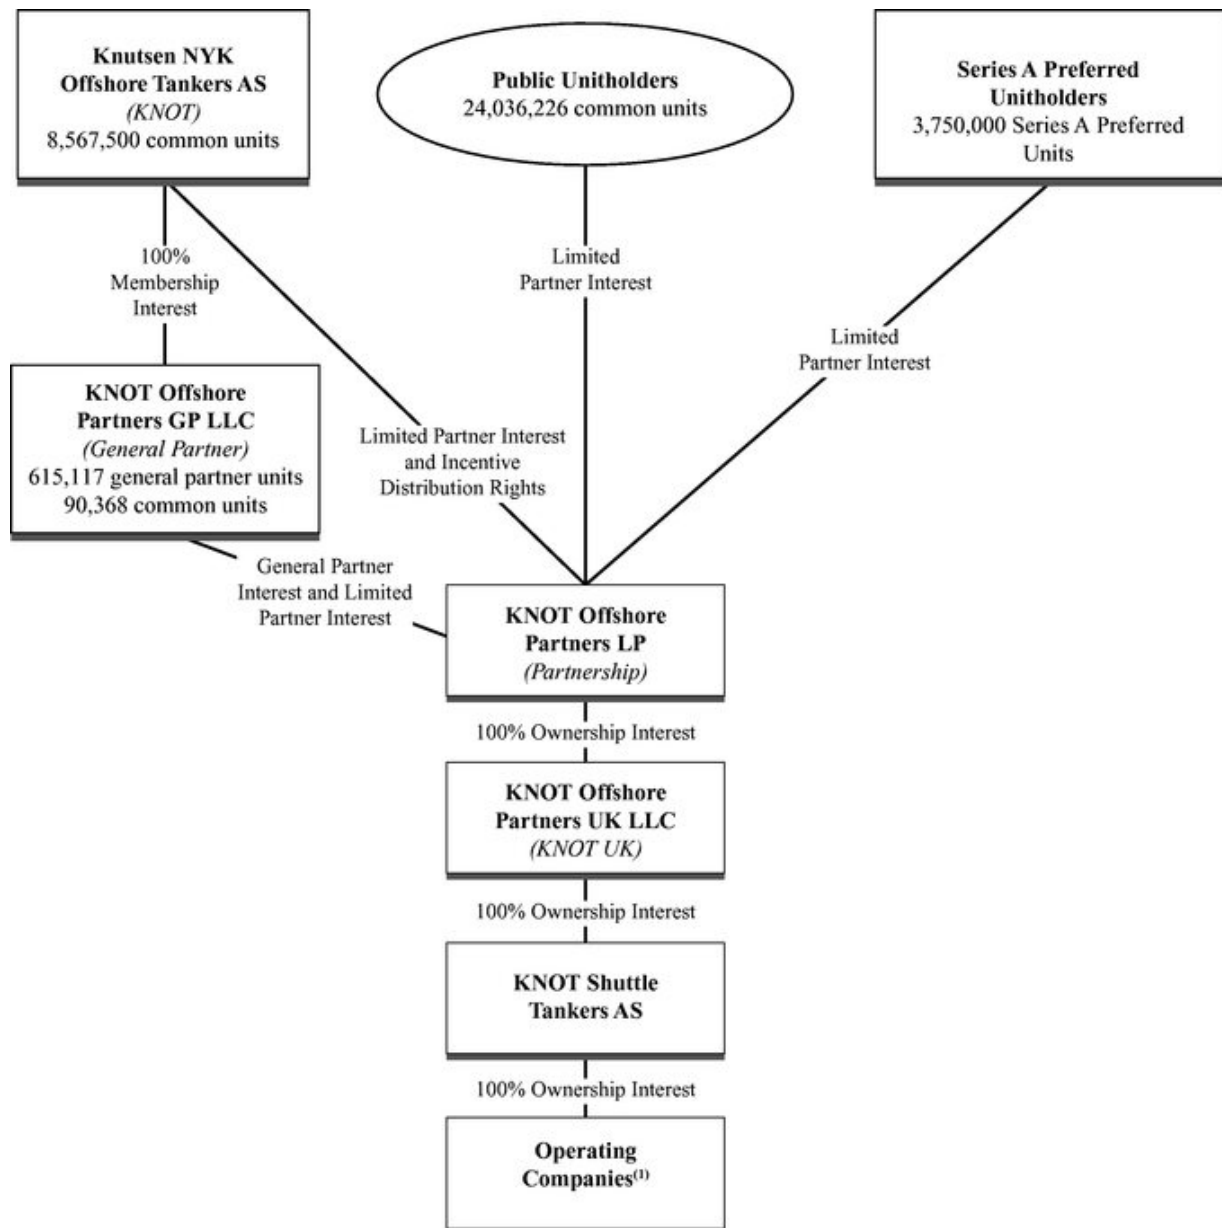 Knutsen NYK
Offshore Tankers AS
(KNOT)
8,567,500 common units
Public Unitholders
24,036,226 common units
Series A Preferred
Unitholders
3,750,000 Series A Preferred
Units
100%
Membership
Interest
Limited
Partner Interest
Limited
Partner Interest
KNOT Offshore
Partners GP LLC
(General Partner)
615,117 general partner units
90,368 common units
Limited Partner Interest
and Incentive
Distribution Rights
General Partner
Interest and Limited
Partner Interest
KNOT Offshore
Partners LP
(Partnership)
100% Ownership Interest
KNOT Offshore
Partners UK LLC
(KNOT UK)
100% Ownership Interest
KNOT Shuttle
Tankers AS
100% Ownership Interest
Operating
Companies(1)